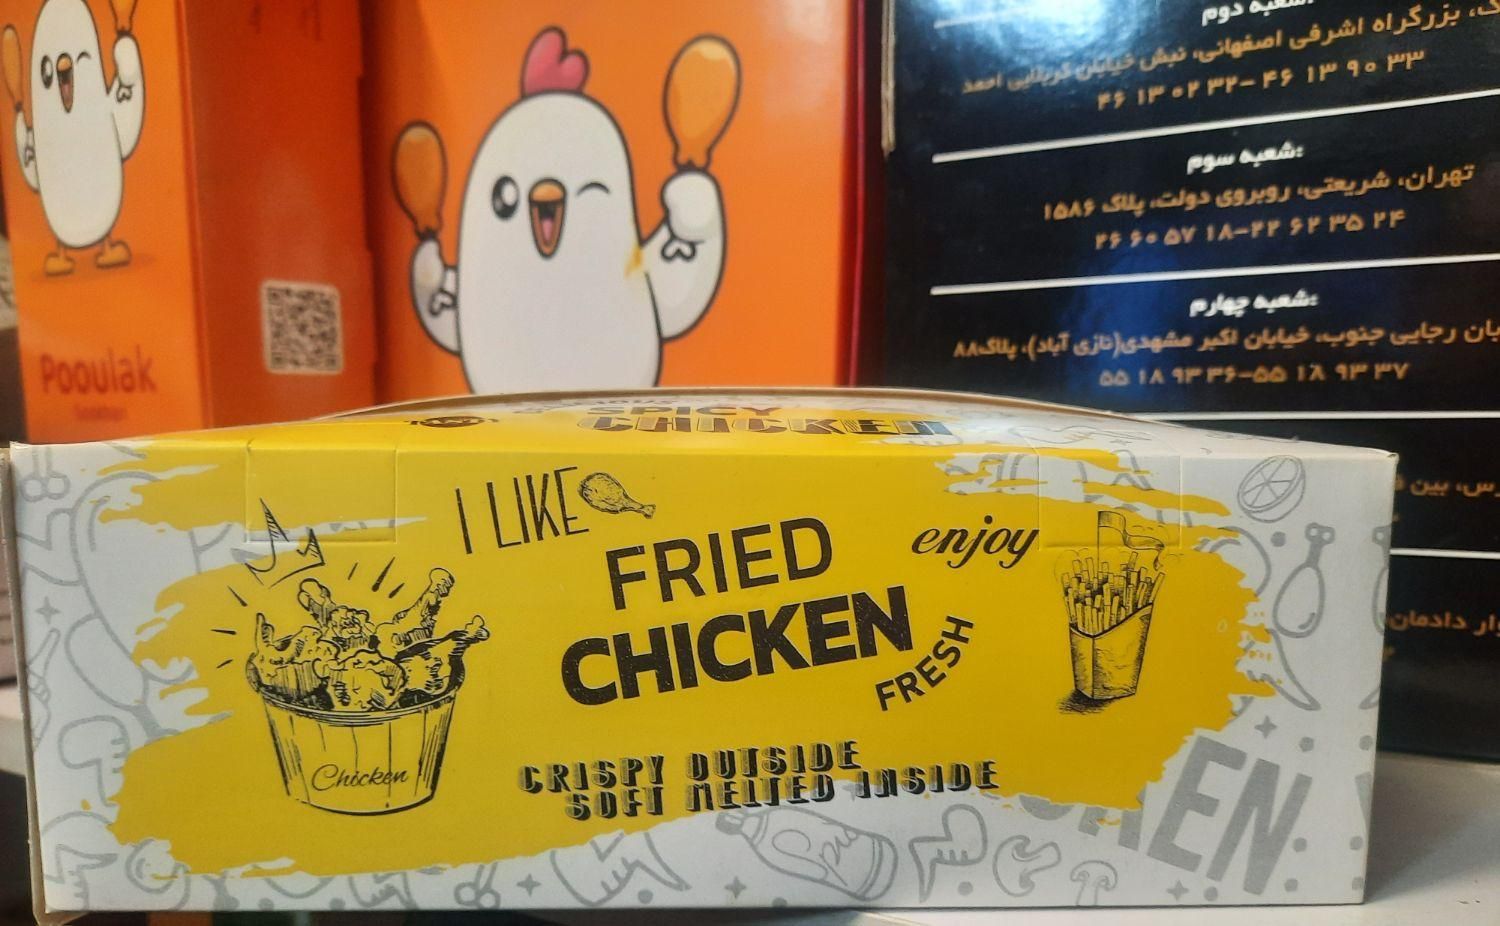 شعبه دوم:
بزرگراه اشرفی اصفهانی، نبش خیابان کربلایی احمد
۴۶ ۱۳ ۰۲ ۳۲-۴۶ ۱۳ ۹۰ ۳۳
شعبه سوم:
تهران، شریعتی، روبروی دولت، پلاک ۱۵۸۶
۲۶ ۶۰ ۵۷ ۱۸-۲۲ ۶۲ ۳۵ ۲۴
شعبه چهارم:
رجایی جنوب، خیابان اکبر مشهدی(نازی آباد)، پلاک۸۸
۵۵ ۱۸ ۹۳ ۳۶-۵۵ ۱۸ ۹۳ ۳۷
بین
دادمان،
Pooulak
SPICY
CHICKEN
I LIKE
FRIED
CHICKEN
FRESH
enjoy
Chicken
CRISPY OUTSIDE
SOFT MELTED INSIDE